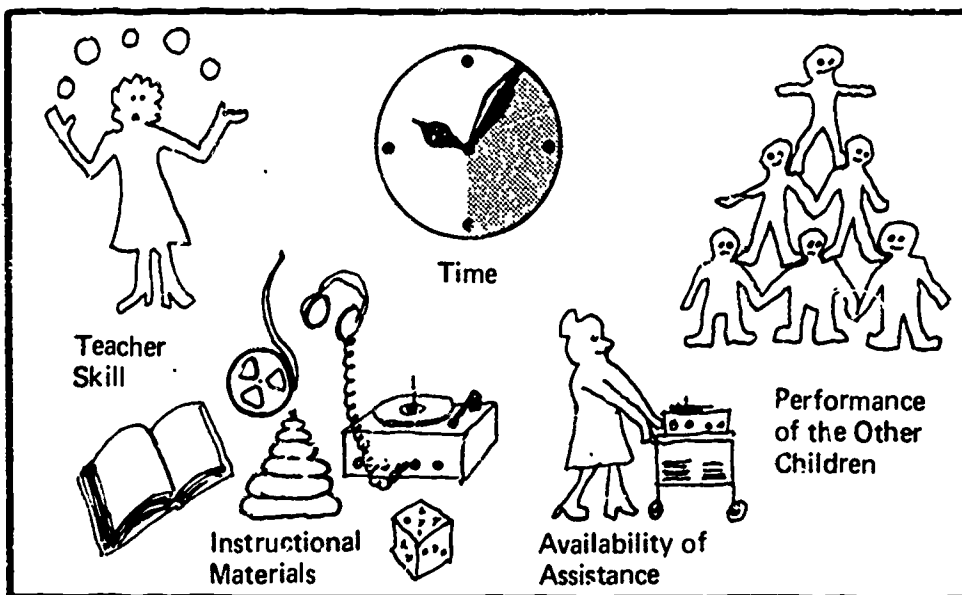 Time
Teacher
Skill
Performance
of the Other
Children
Instructional
Materials
Availability of
Assistance